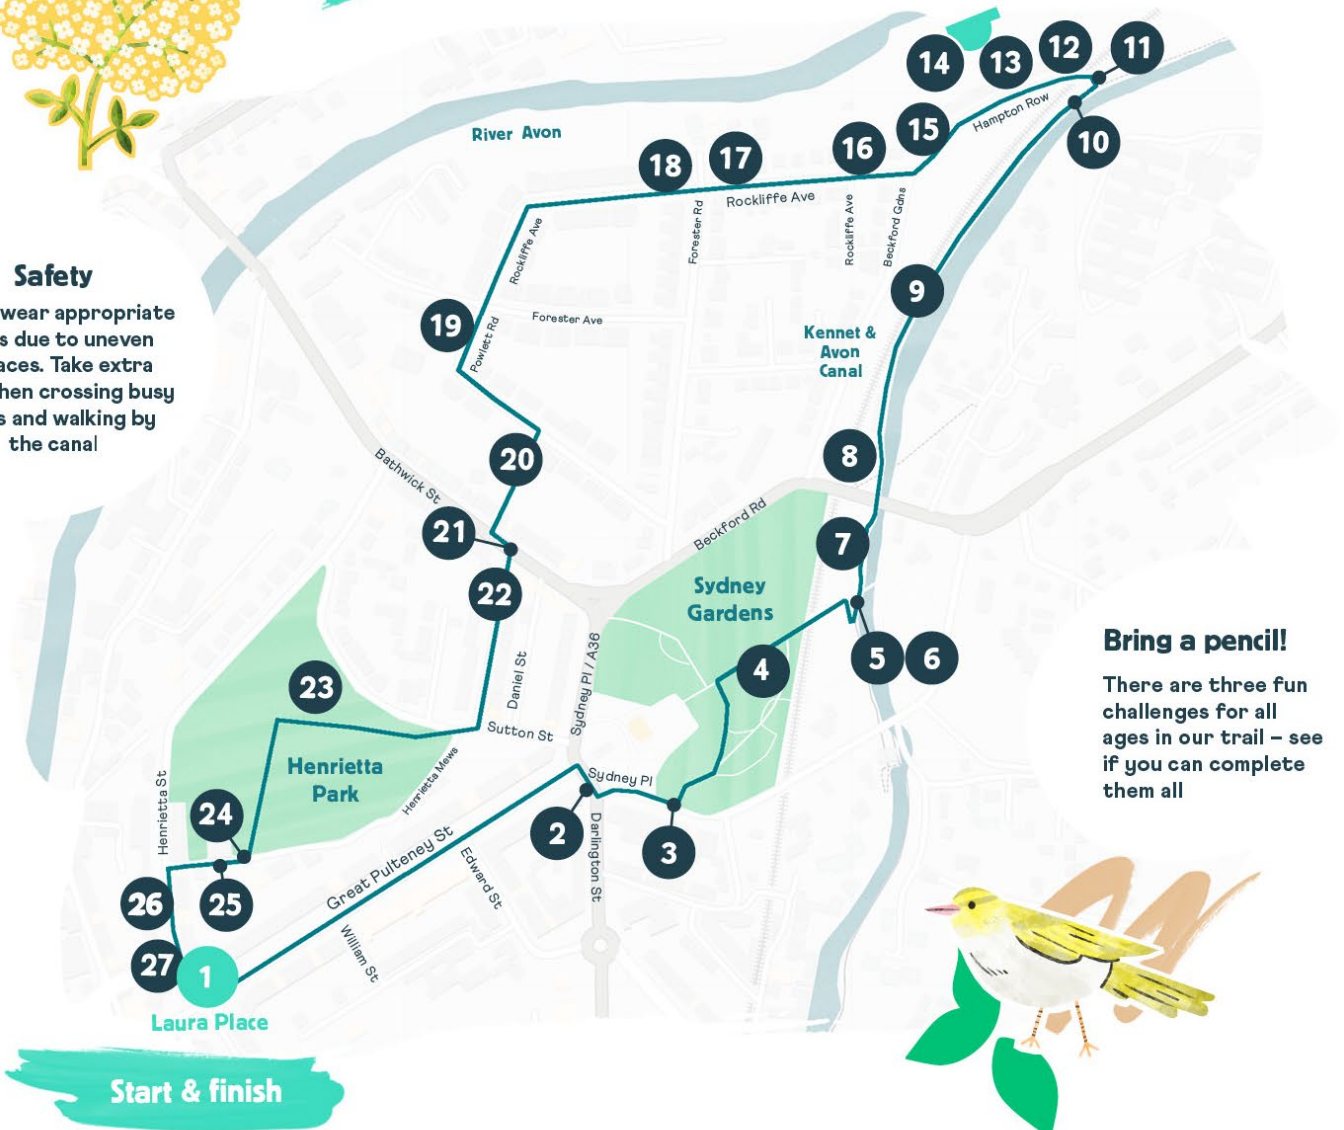 14
13
12
11
River Avon
Hampton Row
15
10
18
17
16
Rockliffe Ave
Forester Rd
Rockliffe Ave
Beckford Gdns
Rockliffe Ave
Safety
wear appropriate
s due to uneven
aces. Take extra
hen crossing busy
s and walking by
the canal
9
19
Forester Ave
Powlett Rd
Kennet &
Avon
Canal
20
8
Bathwick St
21
Beckford Rd
7
22
Sydney
Gardens
Bring a pencil!
There are three fun
challenges for all
ages in our trail – see
if you can complete
them all
4
5
6
23
Daniel St
Sydney Pl / A36
Sutton St
Henrietta
Park
Henrietta Mews
Sydney Pl
Henrietta St
24
2
3
Darlington St
Great Pulteney St
Edward St
26
25
William St
27
1
Laura Place
Start & finish